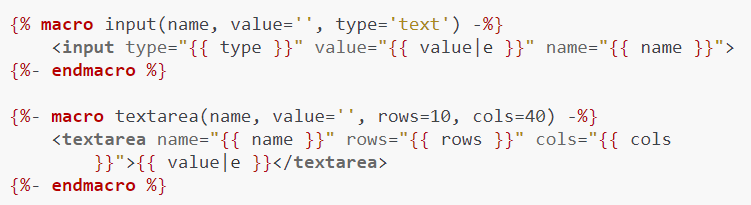 {% macro input(name, value='', type='text') -%}
    <input type="{{ type }}" value="{{ value|e }}" name="{{ name }}">
{%- endmacro %}

{%- macro textarea(name, value='', rows=10, cols=40) -%}
    <textarea name="{{ name }}" rows="{{ rows }}" cols="{{ cols
        }}">{{ value|e }}</textarea>
{%- endmacro %}